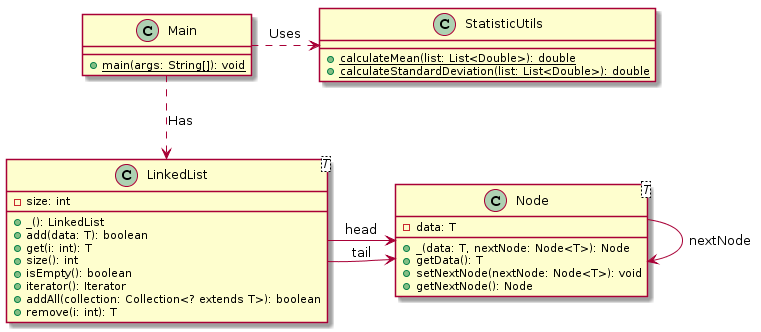 C Main
main(args: String[]): void
Uses
C StatisticUtils
calculateMean(list: List<Double>): double
calculateStandardDeviation(list: List<Double>): double
Has
C LinkedList T
size: int
_(): LinkedList
add(data: T): boolean
get(i: int): T
size(): int
isEmpty(): boolean
iterator(): Iterator
addAll(collection: Collection<? extends T>): boolean
remove(i: int): T
head
tail
C Node T
data: T
_(data: T, nextNode: Node<T>): Node
getData(): T
setNextNode(nextNode: Node<T>): void
getNextNode(): Node
nextNode